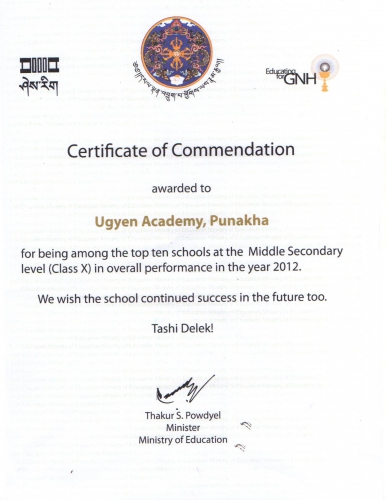 ཤེས་རིག
Educating
for GNH
Certificate of Commendation
awarded to
Ugyen Academy, Punakha
for being among the top ten schools at the Middle Secondary
level (Class X) in overall performance in the year 2012.
We wish the school continued success in the future too.
Tashi Delek!
Thakur S. Powdyel
Minister
Ministry of Education